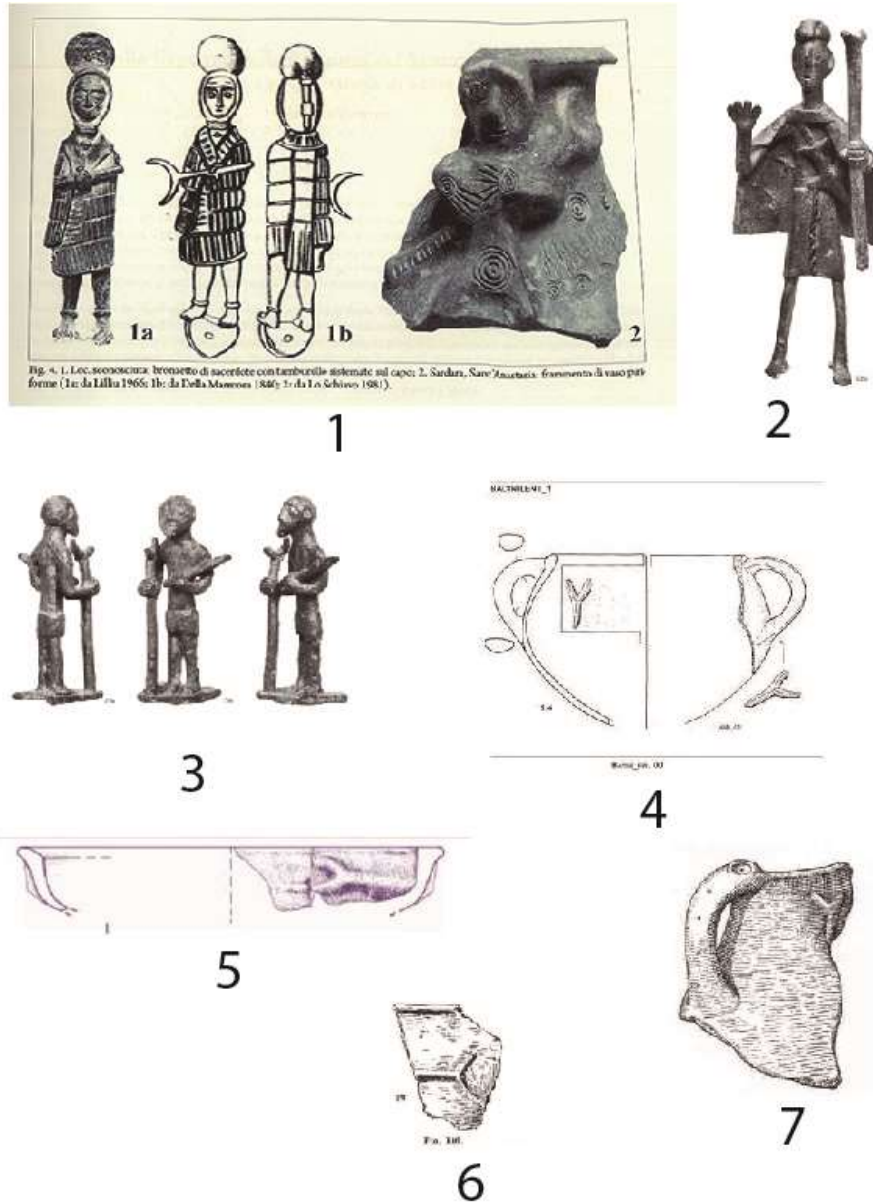 1a
1b
2
Fig. 4. 1. Loc. sconosciuta: bronzetto di sacerdote con tamburello sistemato sul capo; 2. Sardara, Sant'Anastasia: frammento di vaso piri-
forme (1a: da Lilliu 1966; 1b: da Della Marmora 1840; 2: da Lo Schiavo 1981).
1
2
3
4
5
6
7